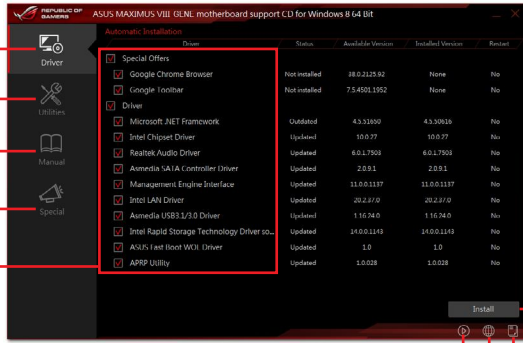 REPUBLIC OF GAMERS
ASUS MAXIMUS VIII GENE motherboard support CD for Windows 8 64 Bit
Automatic Installation
Driver Status Available Version Installed Version Restart
Special Offers
Google Chrome Browser Not installed 38.0.2125.92 None No
Google Toolbar Not installed 7.5.4501.1952 None No
Driver
Microsoft .NET Framework Outdated 4.5.51650 4.5.50616 No
Intel Chipset Driver Updated 10.0.27 10.0.27 No
Realtek Audio Driver Updated 6.0.1.7503 6.0.1.7503 No
Asmedia SATA Controller Driver Updated 2.0.9.1 2.0.9.1 No
Management Engine Interface Updated 11.0.0.1137 11.0.0.1137 No
Intel LAN Driver Updated 20.2.37.0 20.2.37.0 No
Asmedia USB3.1/3.0 Driver Updated 1.16.24.0 1.16.24.0 No
Intel Rapid Storage Technology Driver so... Updated 14.0.0.1143 14.0.0.1143 No
ASUS Fast Boot WOL Driver Updated 1.0 1.0 No
APRP Utility Updated 1.0.028 1.0.028 No
Driver
Utilities
Manual
Special
Install